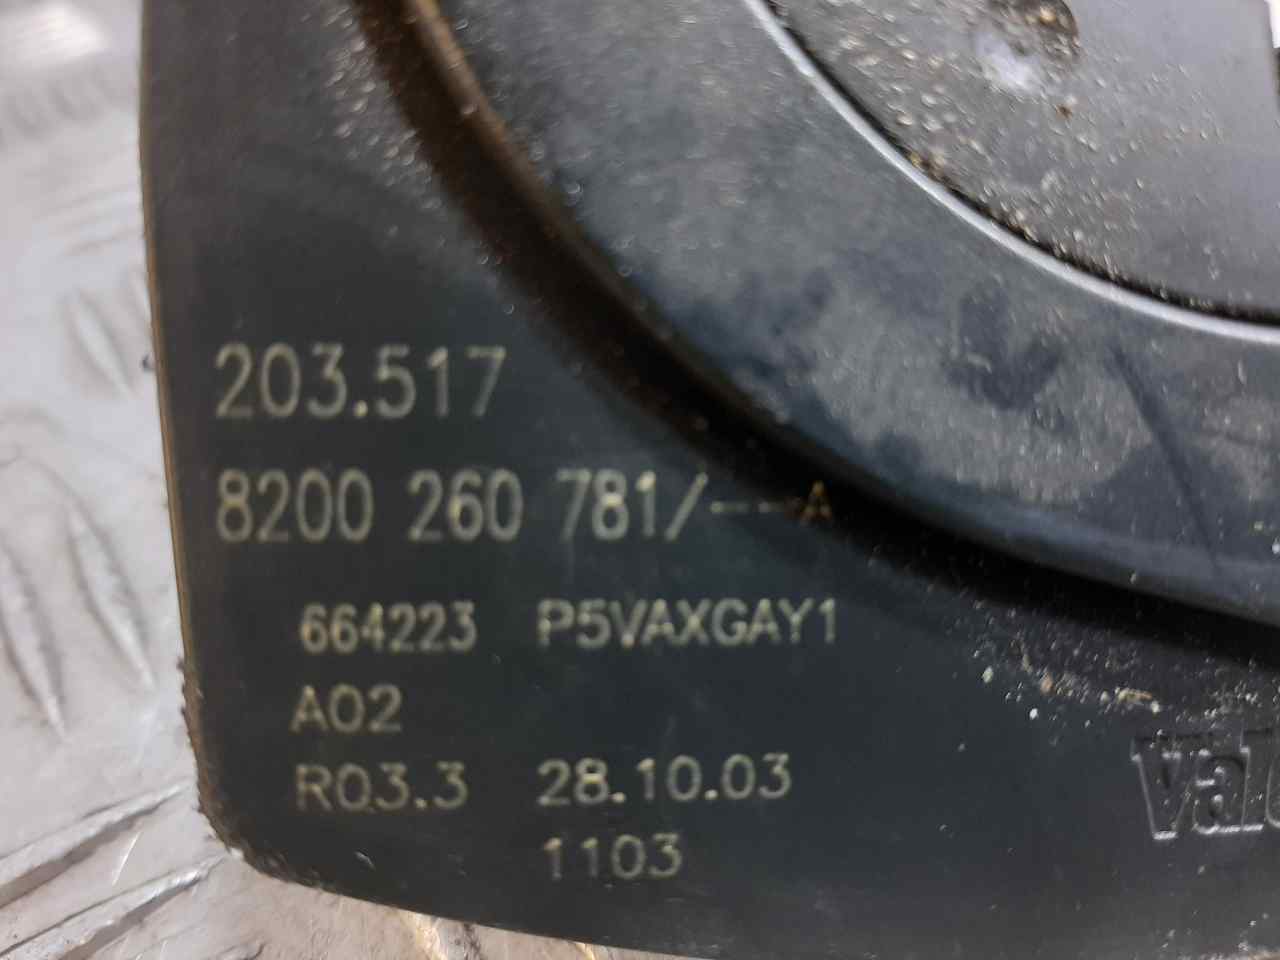 203.517
8200 260 781/---A
664223 P5VAXGAY1
A02
R03.3 28.10.03
1103